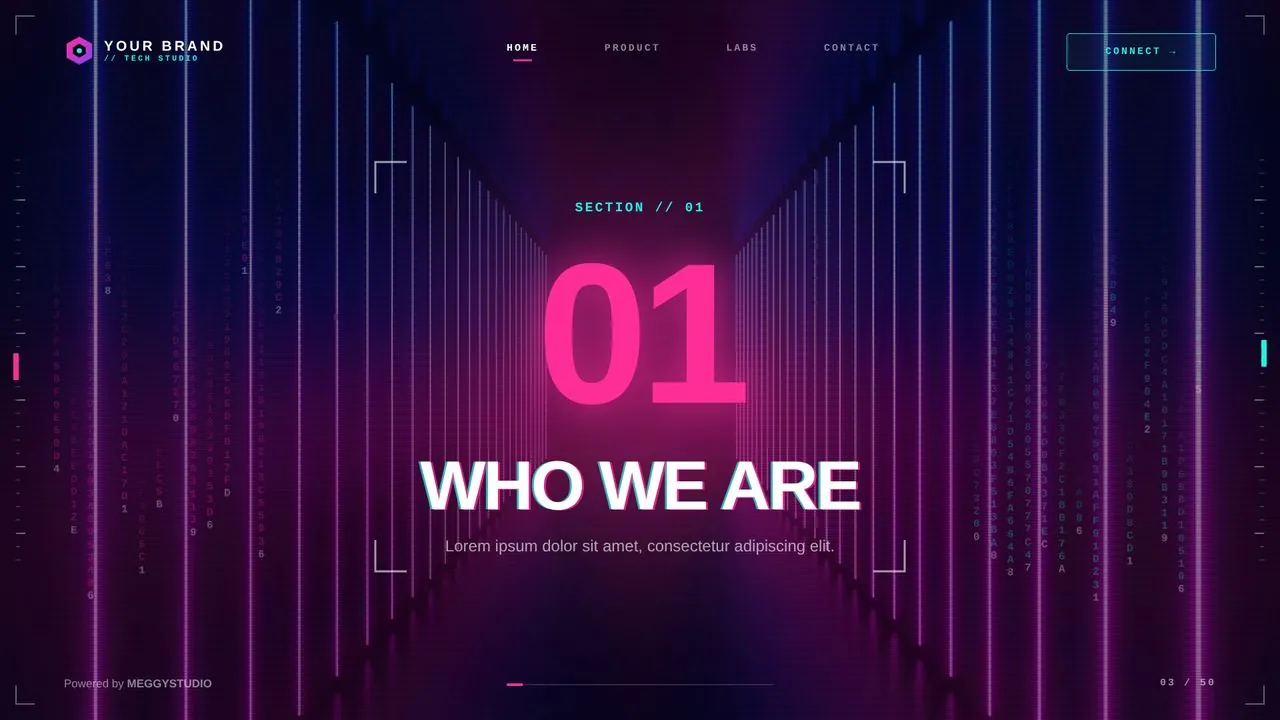 YOUR BRAND
// TECH STUDIO
HOME
PRODUCT
LABS
CONTACT
CONNECT →
SECTION // 01
01
WHO WE ARE
Lorem ipsum dolor sit amet, consectetur adipiscing elit.
Powered by MEGGYSTUDIO
03 / 50